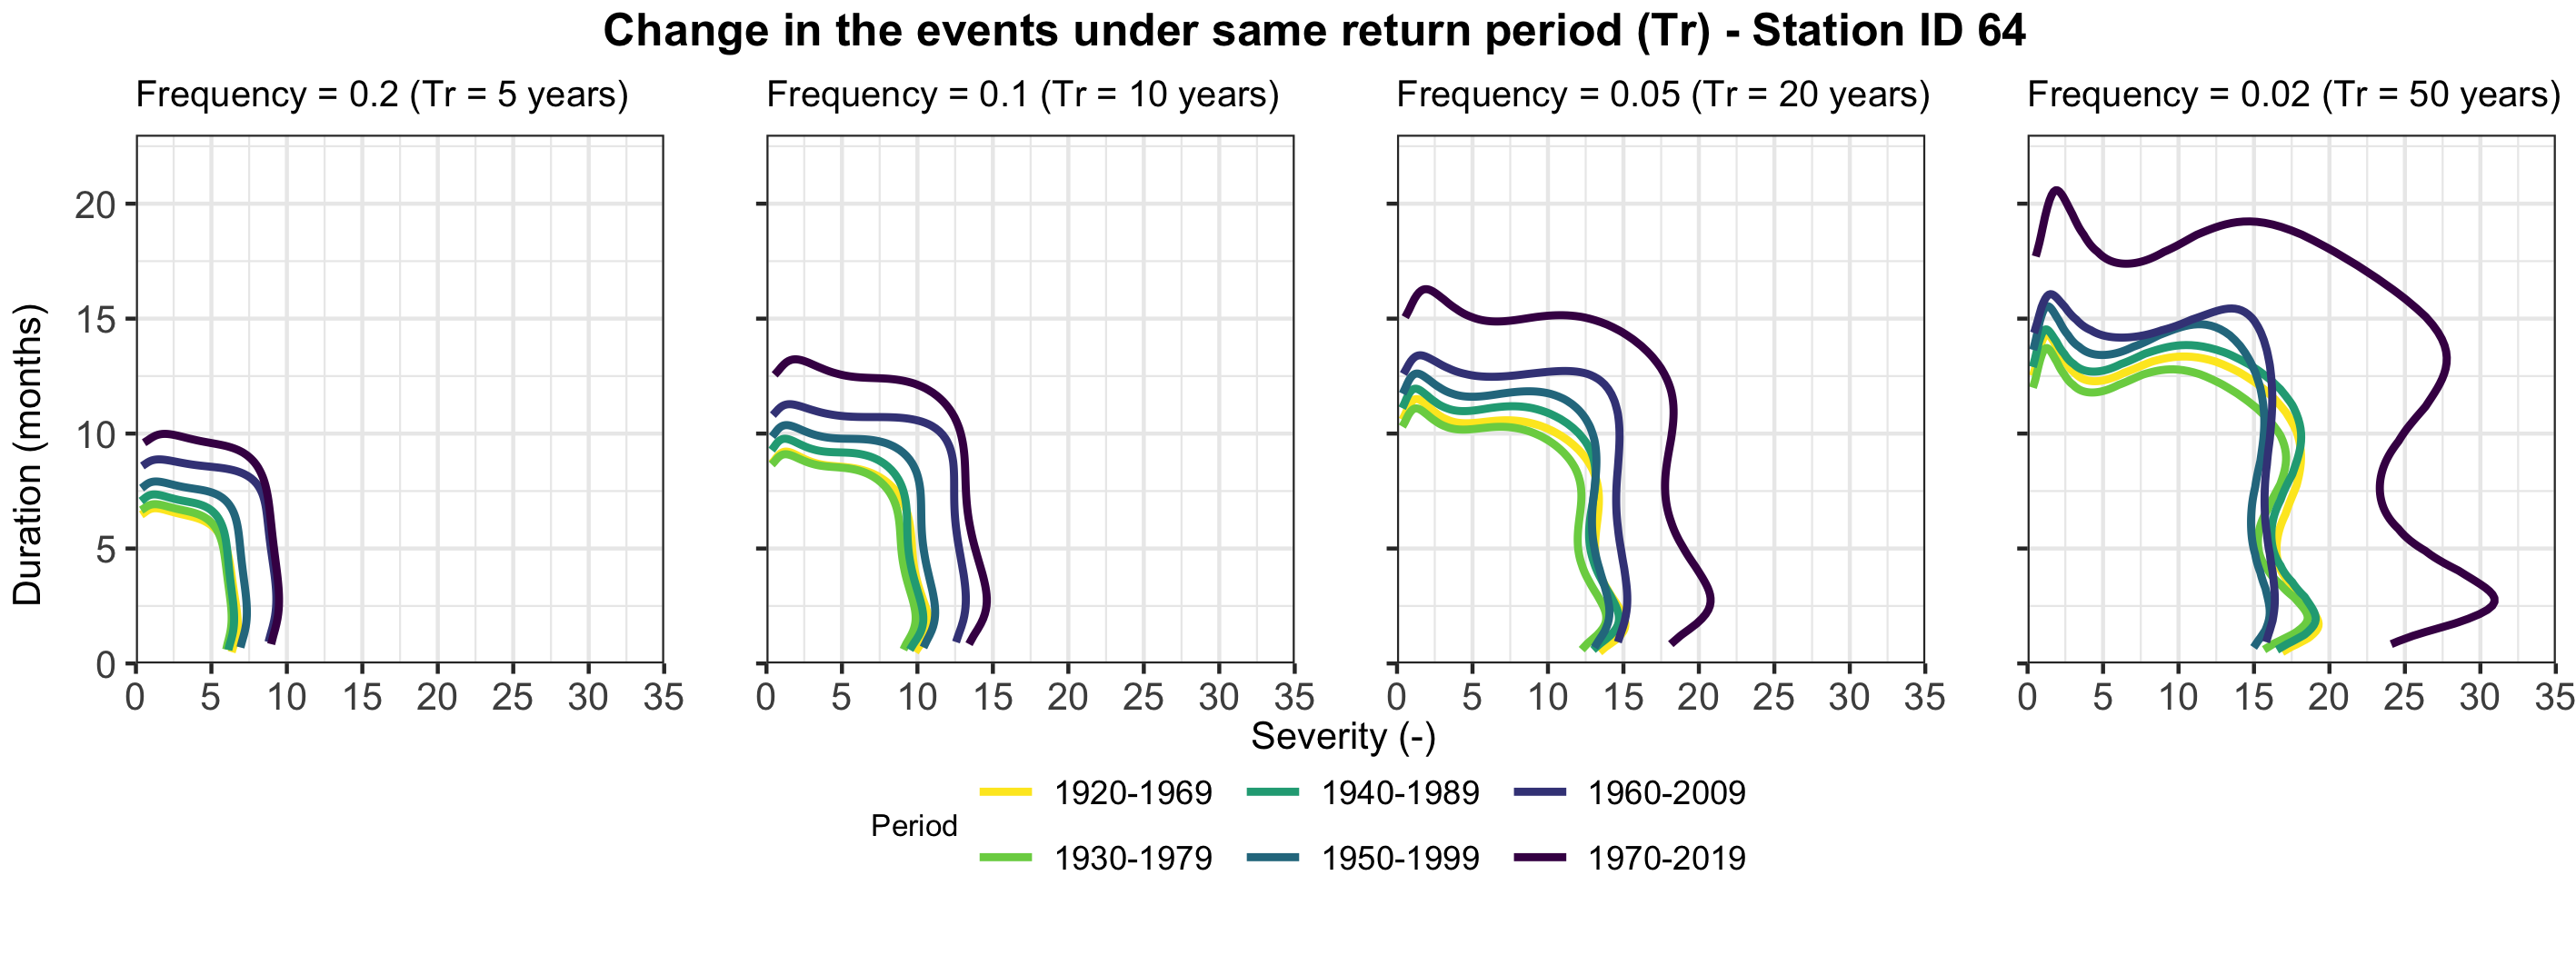 Change in the events under same return period (Tr) - Station ID 64
Frequency = 0.2 (Tr = 5 years)
Frequency = 0.1 (Tr = 10 years)
Frequency = 0.05 (Tr = 20 years)
Frequency = 0.02 (Tr = 50 years)
Duration (months)
20
15
10
5
0
0 5 10 15 20 25 30 35
0 5 10 15 20 25 30 35
0 5 10 15 20 25 30 35
0 5 10 15 20 25 30 35
Severity (-)
Period
1920-1969 1940-1989 1960-2009
1930-1979 1950-1999 1970-2019